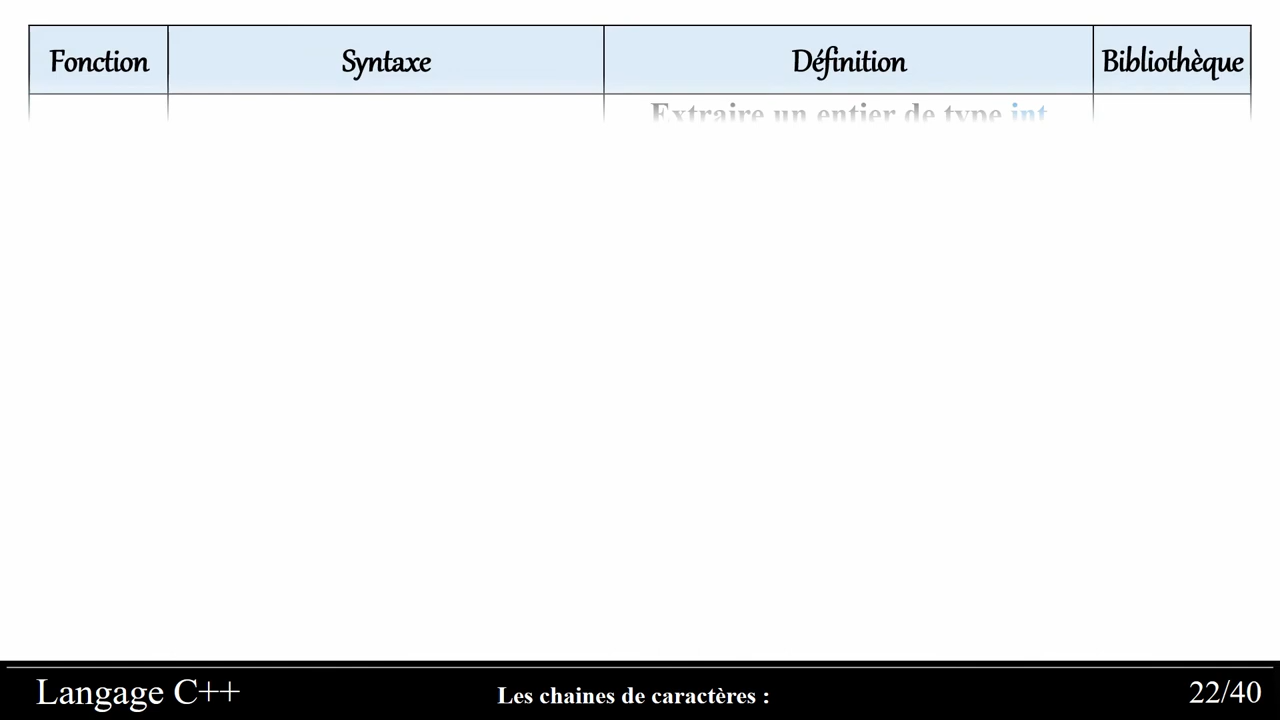 Fonction Syntaxe Définition Bibliothèque
Extraire un entier de type int
Langage C++ Les chaines de caractères : 22/40